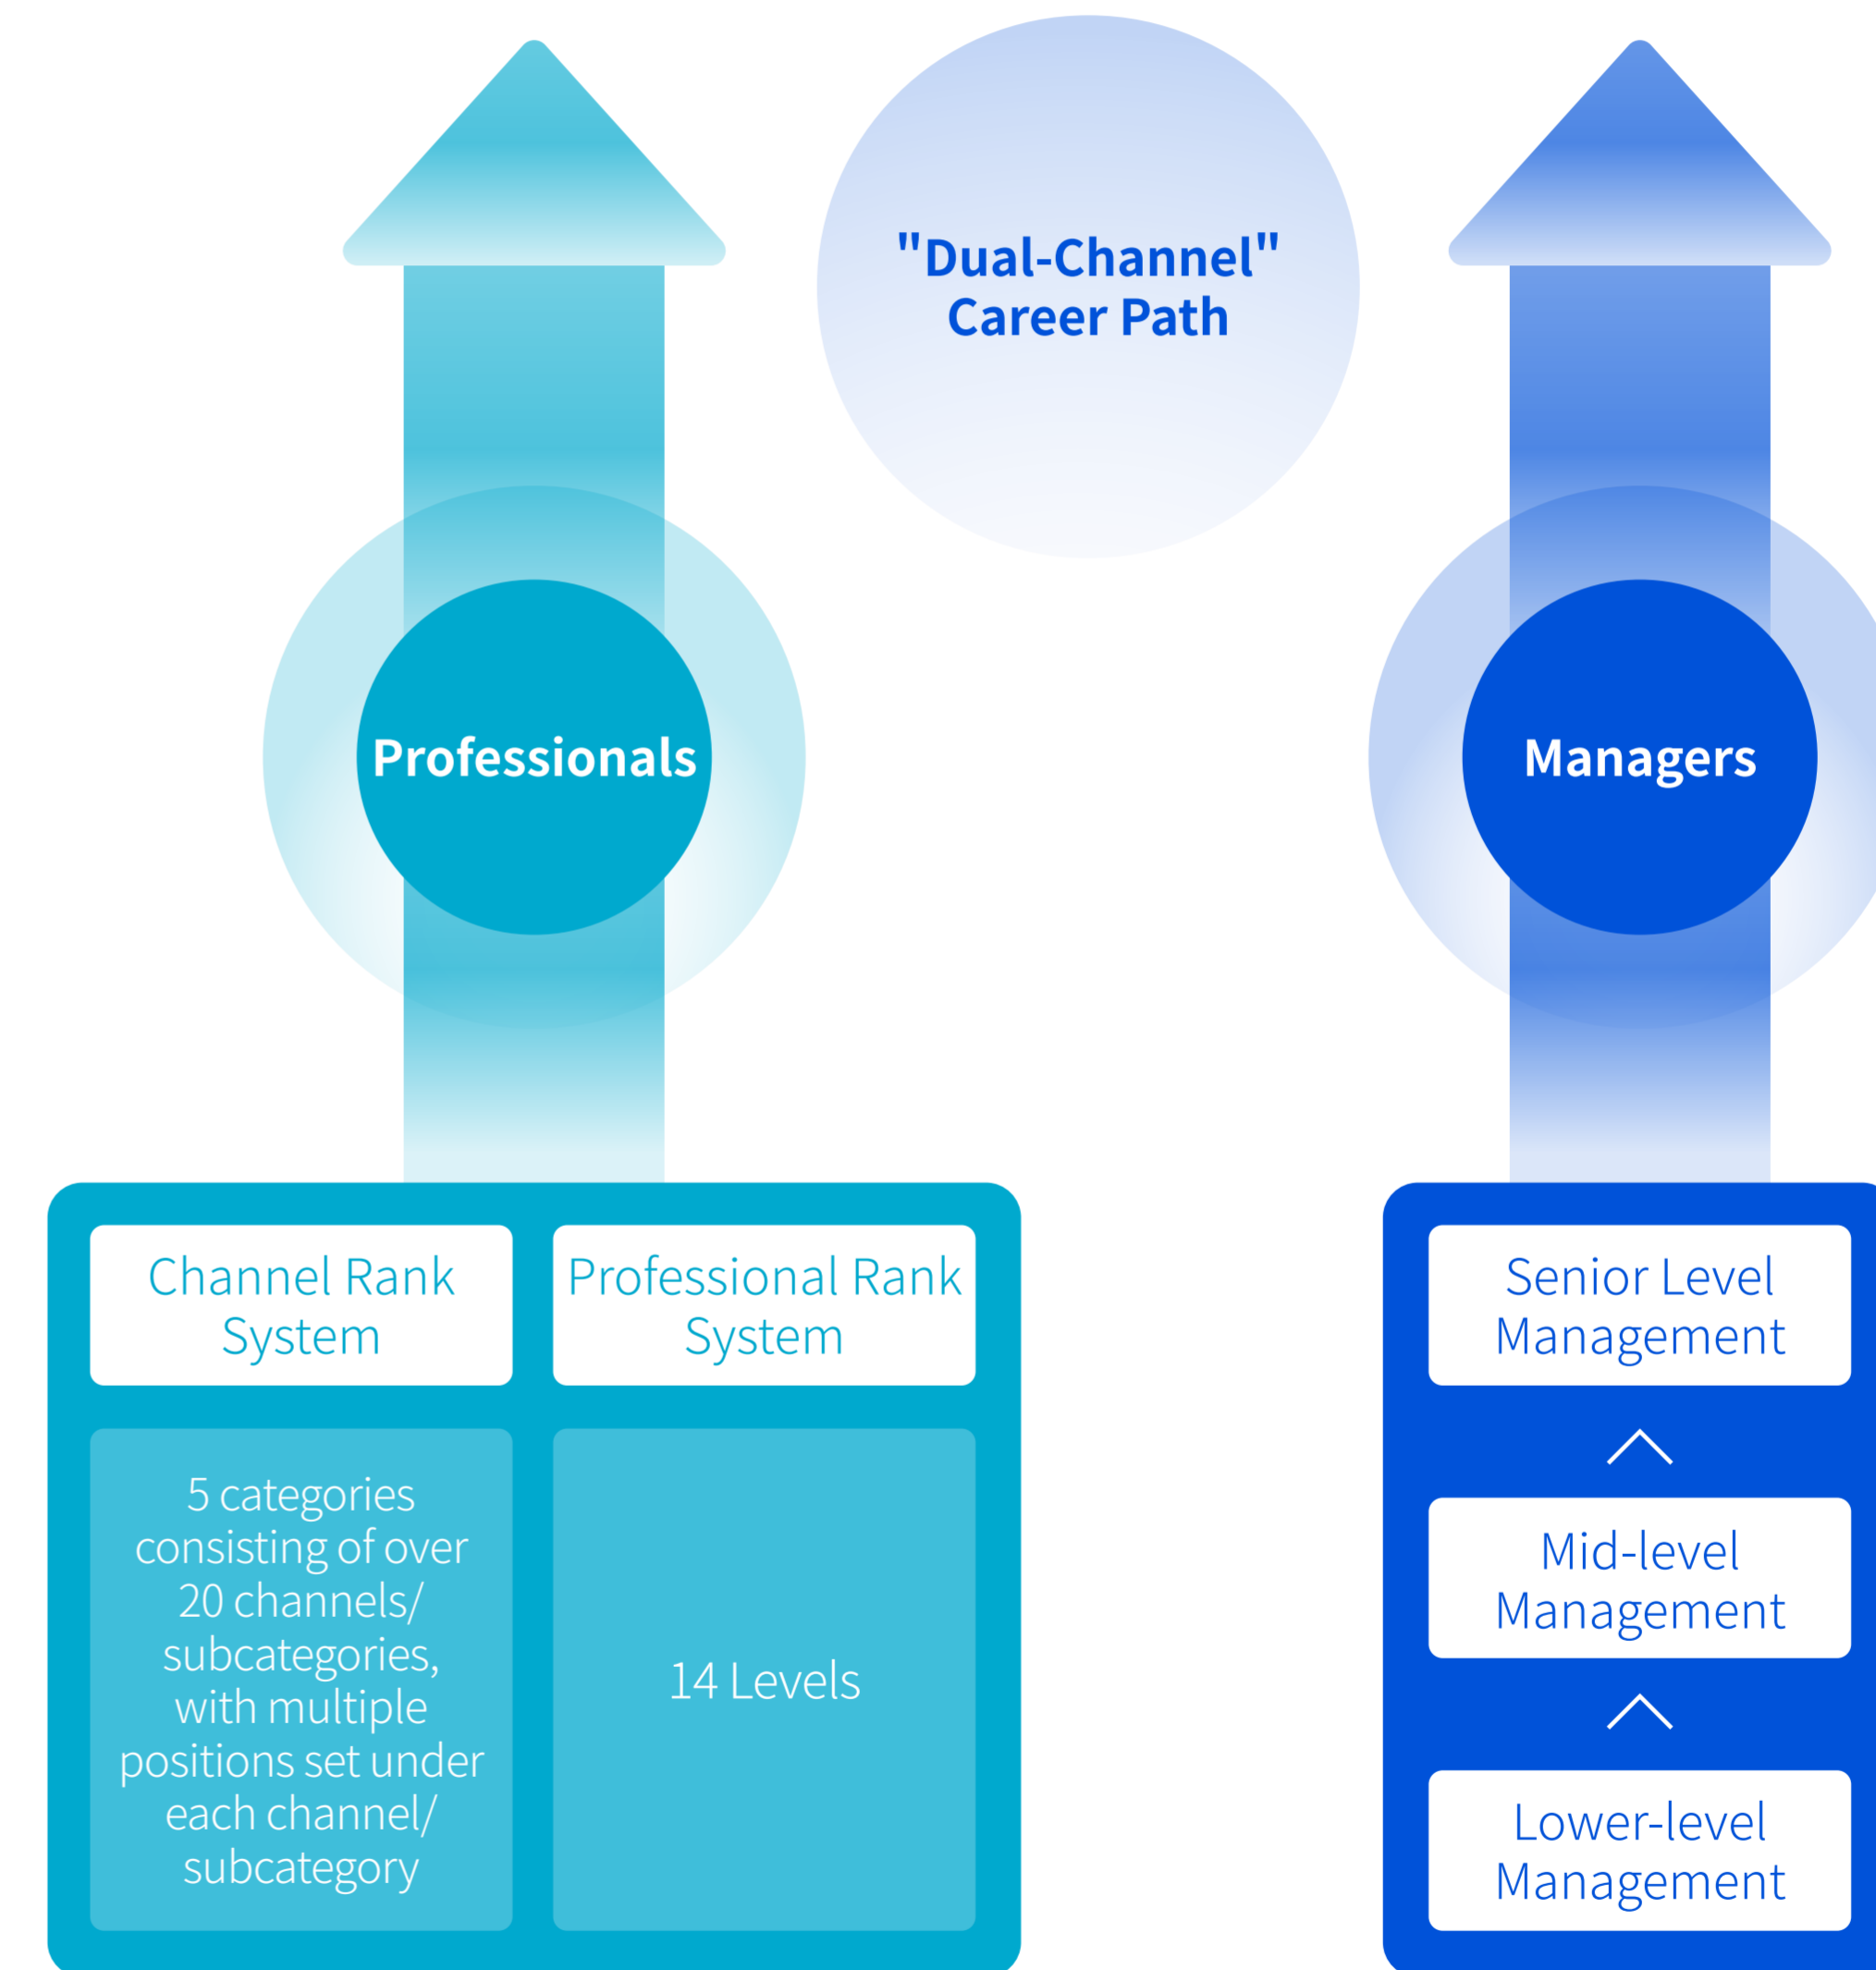 "Dual-Channel"
Career Path
Professionals
Managers
Channel Rank
System
Professional Rank
System
5 categories
consisting of over
20 channels/
subcategories,
with multiple
positions set under
each channel/
subcategory
14 Levels
Senior Level
Management
Mid-level
Management
Lower-level
Management